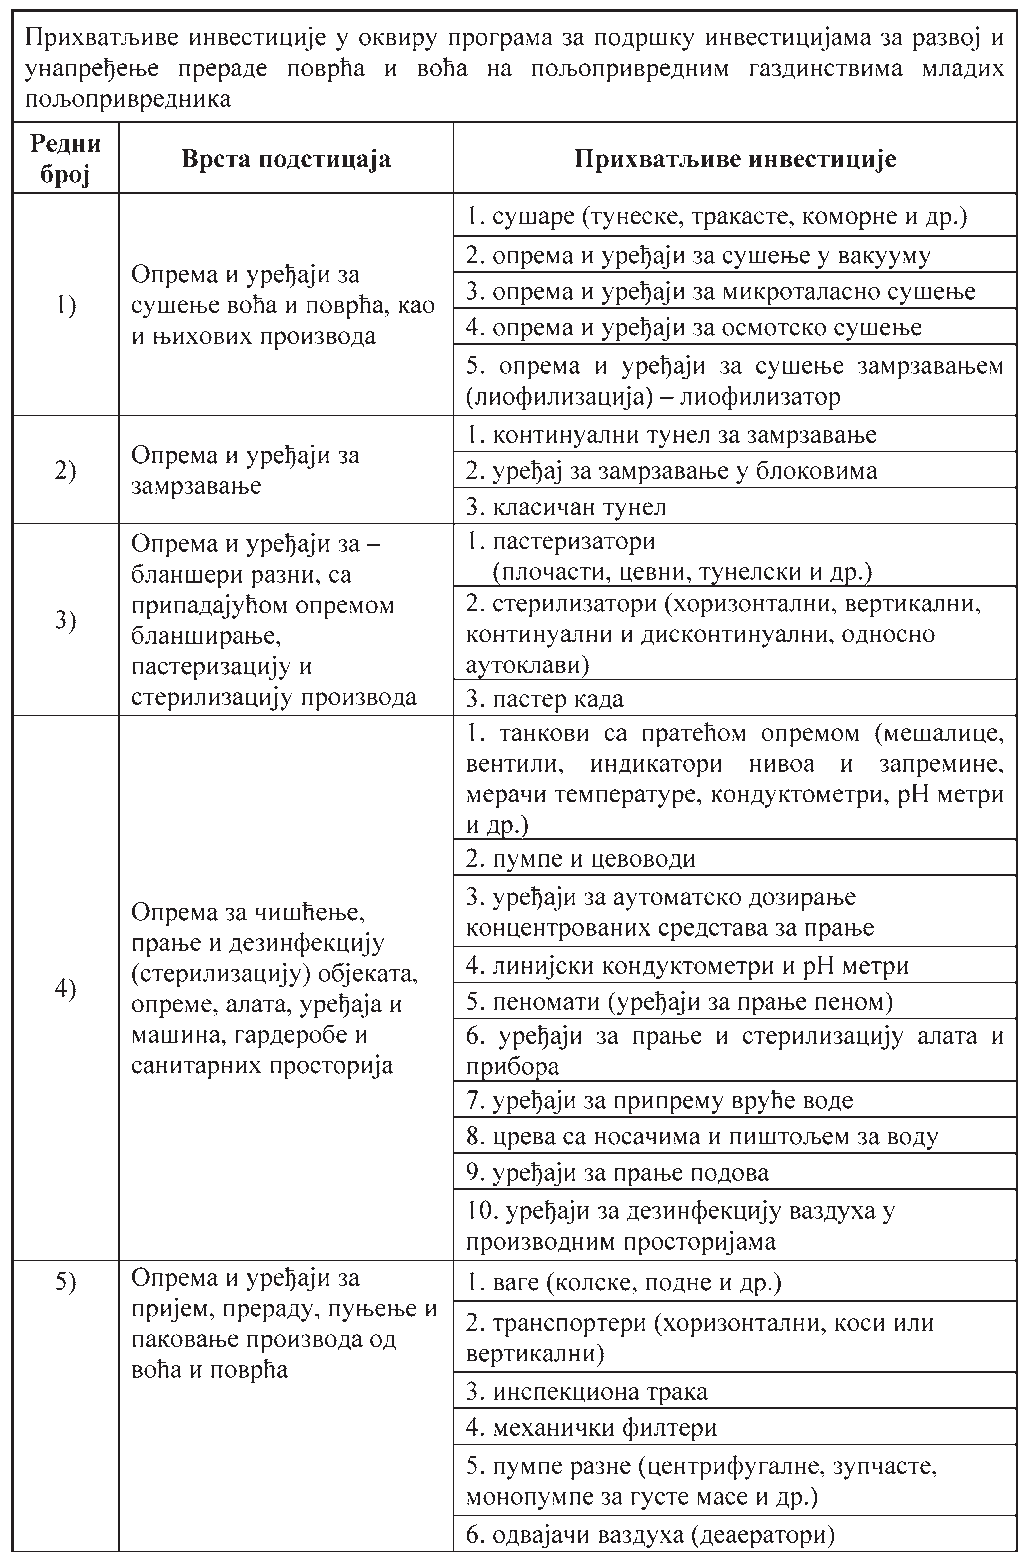 Прихватљиве инвестиције у оквиру програма за подршку инвестицијама за развој и
унапређење прераде поврћа и воћа на пољопривредним газдинствима младих
пољопривредника
Редни
број
Врста подстицаја
Прихватљиве инвестиције
1)
Опрема и уређаји за
сушење воћа и поврћа, као
и њихових производа
1. сушаре (тунеске, тракасте, коморне и др.)
2. опрема и уређаји за сушење у вакууму
3. опрема и уређаји за микроталасно сушење
4. опрема и уређаји за осмотско сушење
5. опрема и уређаји за сушење замрзавањем
(лиофилизација) – лиофилизатор
2)
Опрема и уређаји за
замрзавање
1. континуални тунел за замрзавање
2. уређај за замрзавање у блоковима
3. класичан тунел
3)
Опрема и уређаји за –
бланшери разни, са
припадајућом опремом
бланширање,
пастеризацију и
стерилизацију производа
1. пастеризатори
(плочасти, цевни, тунелски и др.)
2. стерилизатори (хоризонтални, вертикални,
континуални и дисконтинуални, односно
аутоклави)
3. пастер када
4)
Опрема за чишћење,
прање и дезинфекцију
(стерилизацију) објеката,
опреме, алата, уређаја и
машина, гардеробе и
санитарних просторија
1. танкови са пратећом опремом (мешалице,
вентили, индикатори нивоа и запремине,
мерачи температуре, кондуктометри, pH метри
и др.)
2. пумпе и цевоводи
3. уређаји за аутоматско дозирање
концентрованих средстава за прање
4. линијски кондуктометри и pH метри
5. пеномати (уређаји за прање пеном)
6. уређаји за прање и стерилизацију алата и
прибора
7. уређаји за припрему вруће воде
8. црева са носачима и пиштољем за воду
9. уређаји за прање подова
10. уређаји за дезинфекцију ваздуха у
производним просторијама
5)
Опрема и уређаји за
пријем, прераду, пуњење и
паковање производа од
воћа и поврћа
1. ваге (колске, подне и др.)
2. транспортери (хоризонтални, коси или
вертикални)
3. инспекциона трака
4. механички филтери
5. пумпе разне (центрифугалне, зупчасте,
монопумпе за густе масе и др.)
6. одвајачи ваздуха (деаератори)